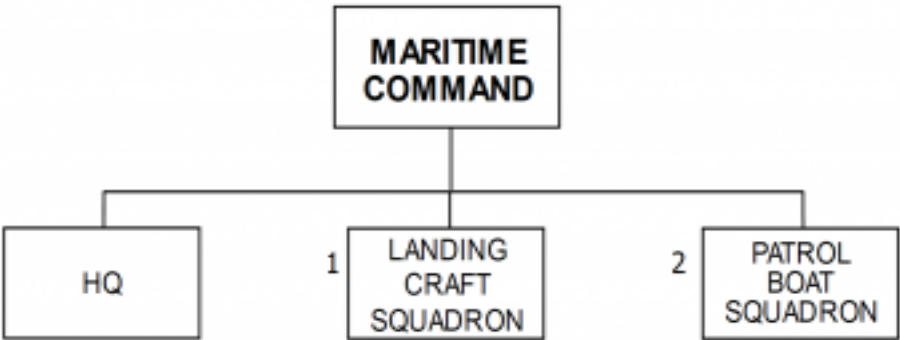 MARITIME
COMMAND
HQ
1
LANDING
CRAFT
SQUADRON
2
PATROL
BOAT
SQUADRON